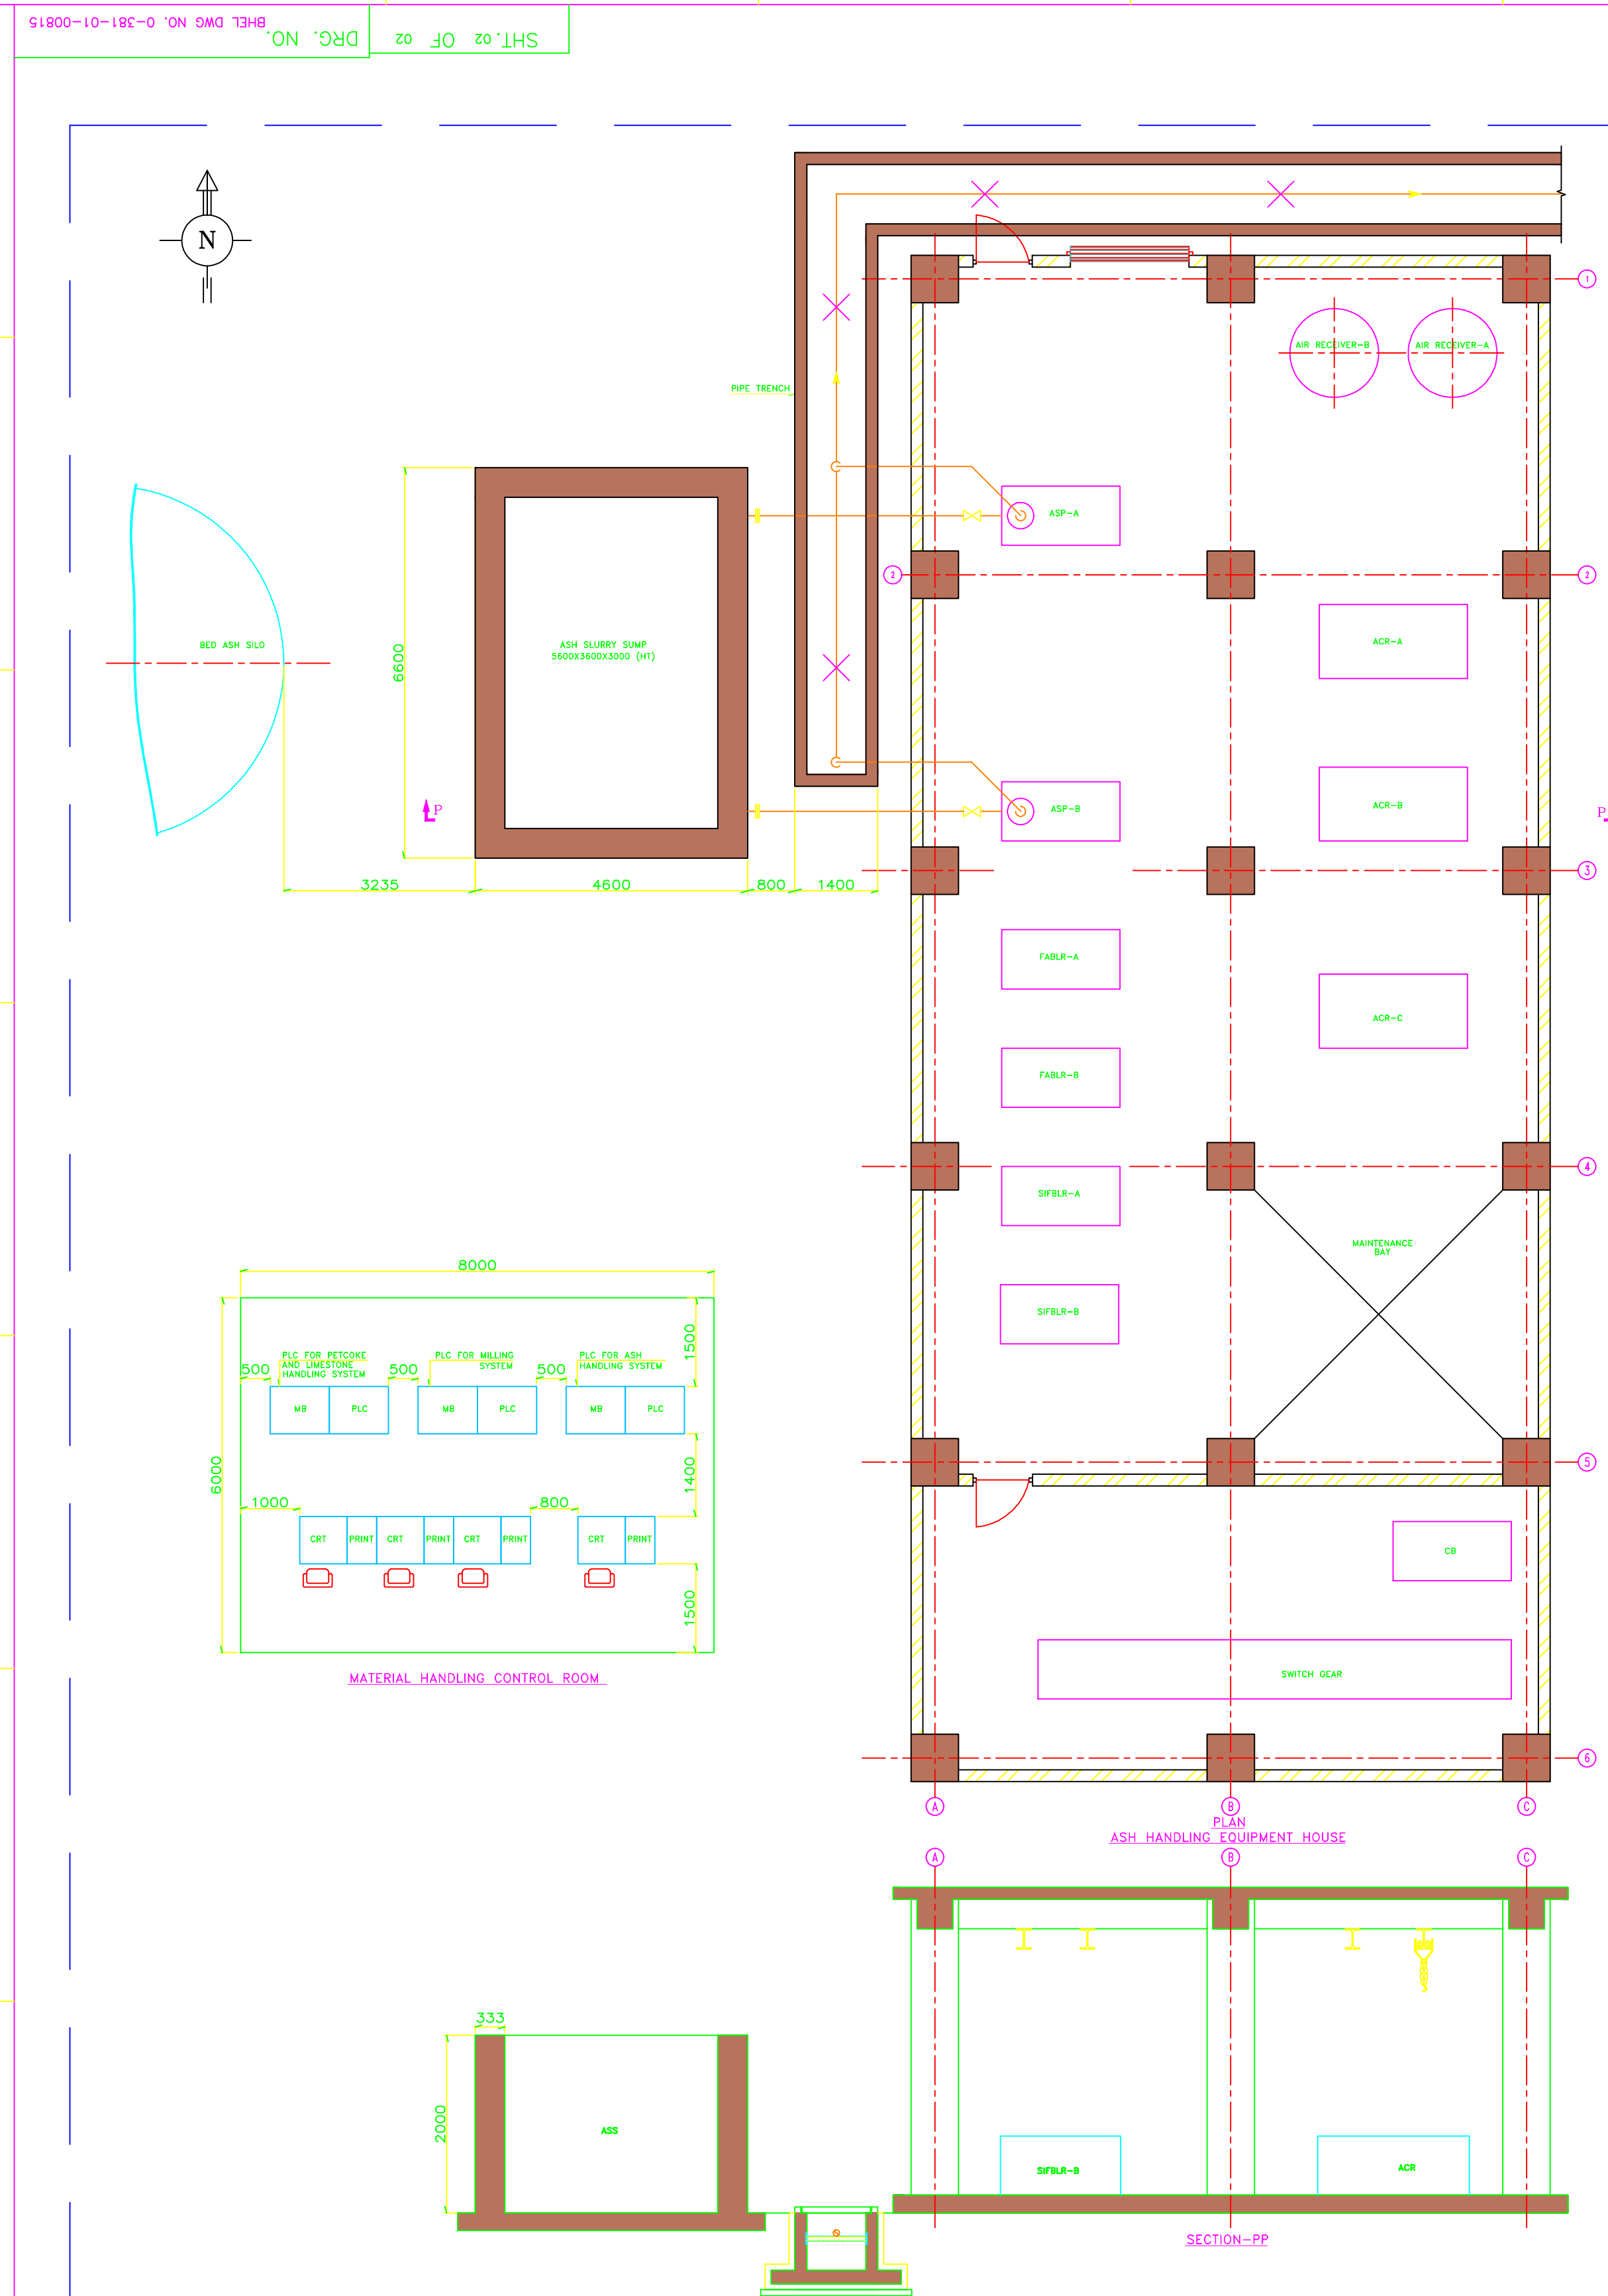 BHEL DWG NO. 0-381-01-00815
DRG. NO.
SHT. 02 OF 02
N
1
AIR RECEIVER-B
AIR RECEIVER-A
PIPE TRENCH
ASP-A
2
2
BED ASH SILO
6600
ASH SLURRY SUMP
5600X3600X3000 (HT)
ACR-A
P
ASP-B
ACR-B
P
3235
4600
800
1400
3
FABLR-A
ACR-C
FABLR-B
4
SIFBLR-A
MAINTENANCE
BAY
SIFBLR-B
8000
1500
500
PLC FOR PETCOKE
AND LIMESTONE
HANDLING SYSTEM
500
PLC FOR MILLING
SYSTEM
500
PLC FOR ASH
HANDLING SYSTEM
MB
PLC
MB
PLC
MB
PLC
6000
1400
5
1000
800
CRT
PRINT
CRT
PRINT
CRT
PRINT
CRT
PRINT
CB
1500
MATERIAL HANDLING CONTROL ROOM
SWITCH GEAR
6
A
B
C
PLAN
ASH HANDLING EQUIPMENT HOUSE
A
B
C
333
2000
ASS
SIFBLR-B
ACR
SECTION-PP